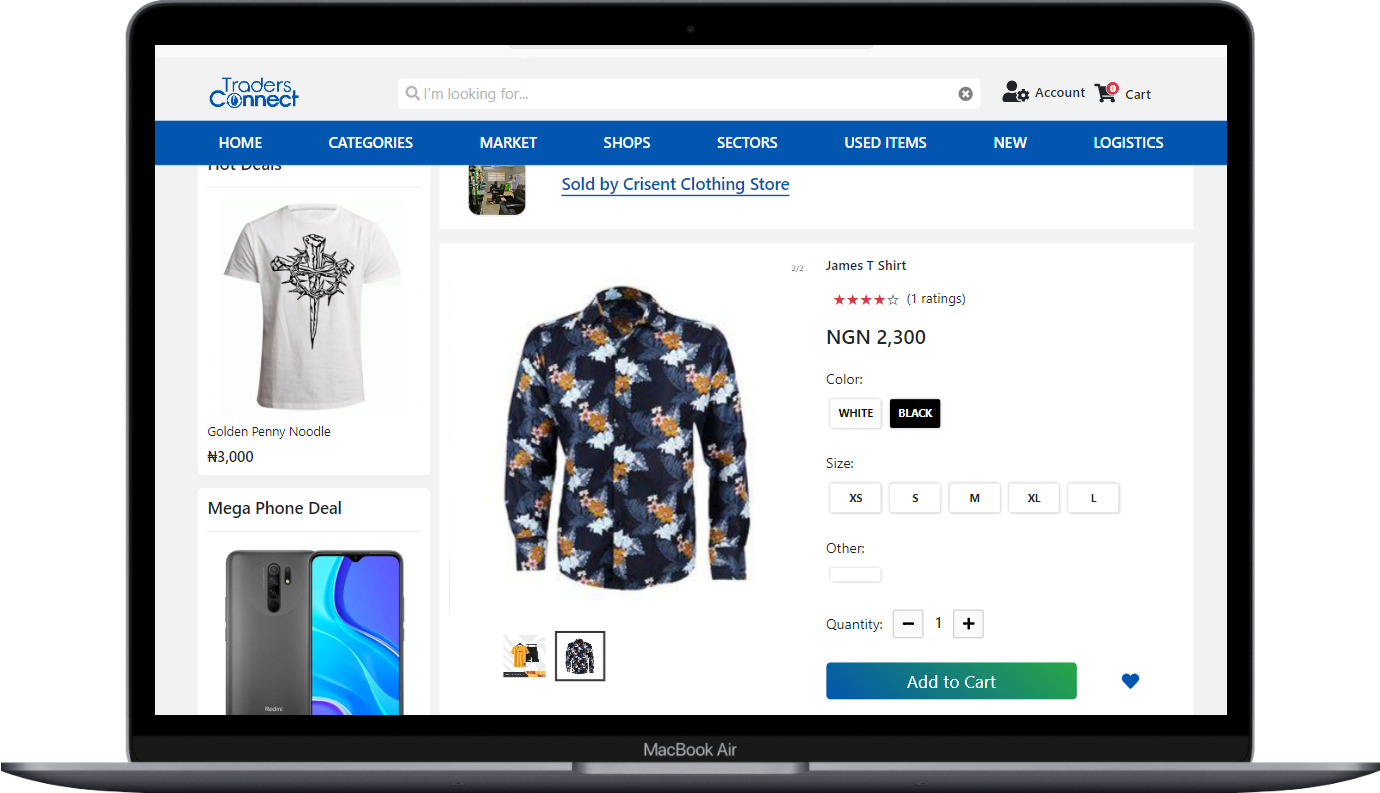 Traders
Connect
I'm looking for...
Account
0
Cart
HOME
CATEGORIES
MARKET
SHOPS
SECTORS
USED ITEMS
NEW
LOGISTICS
Hot Deals
Golden Penny Noodle
₦3,000
Mega Phone Deal
Redmi
Sold by Crisent Clothing Store
2/2
James T Shirt
(1 ratings)
NGN 2,300
Color:
WHITE
BLACK
Size:
XS
S
M
XL
L
Other:
Quantity:
1
Add to Cart
MacBook Air